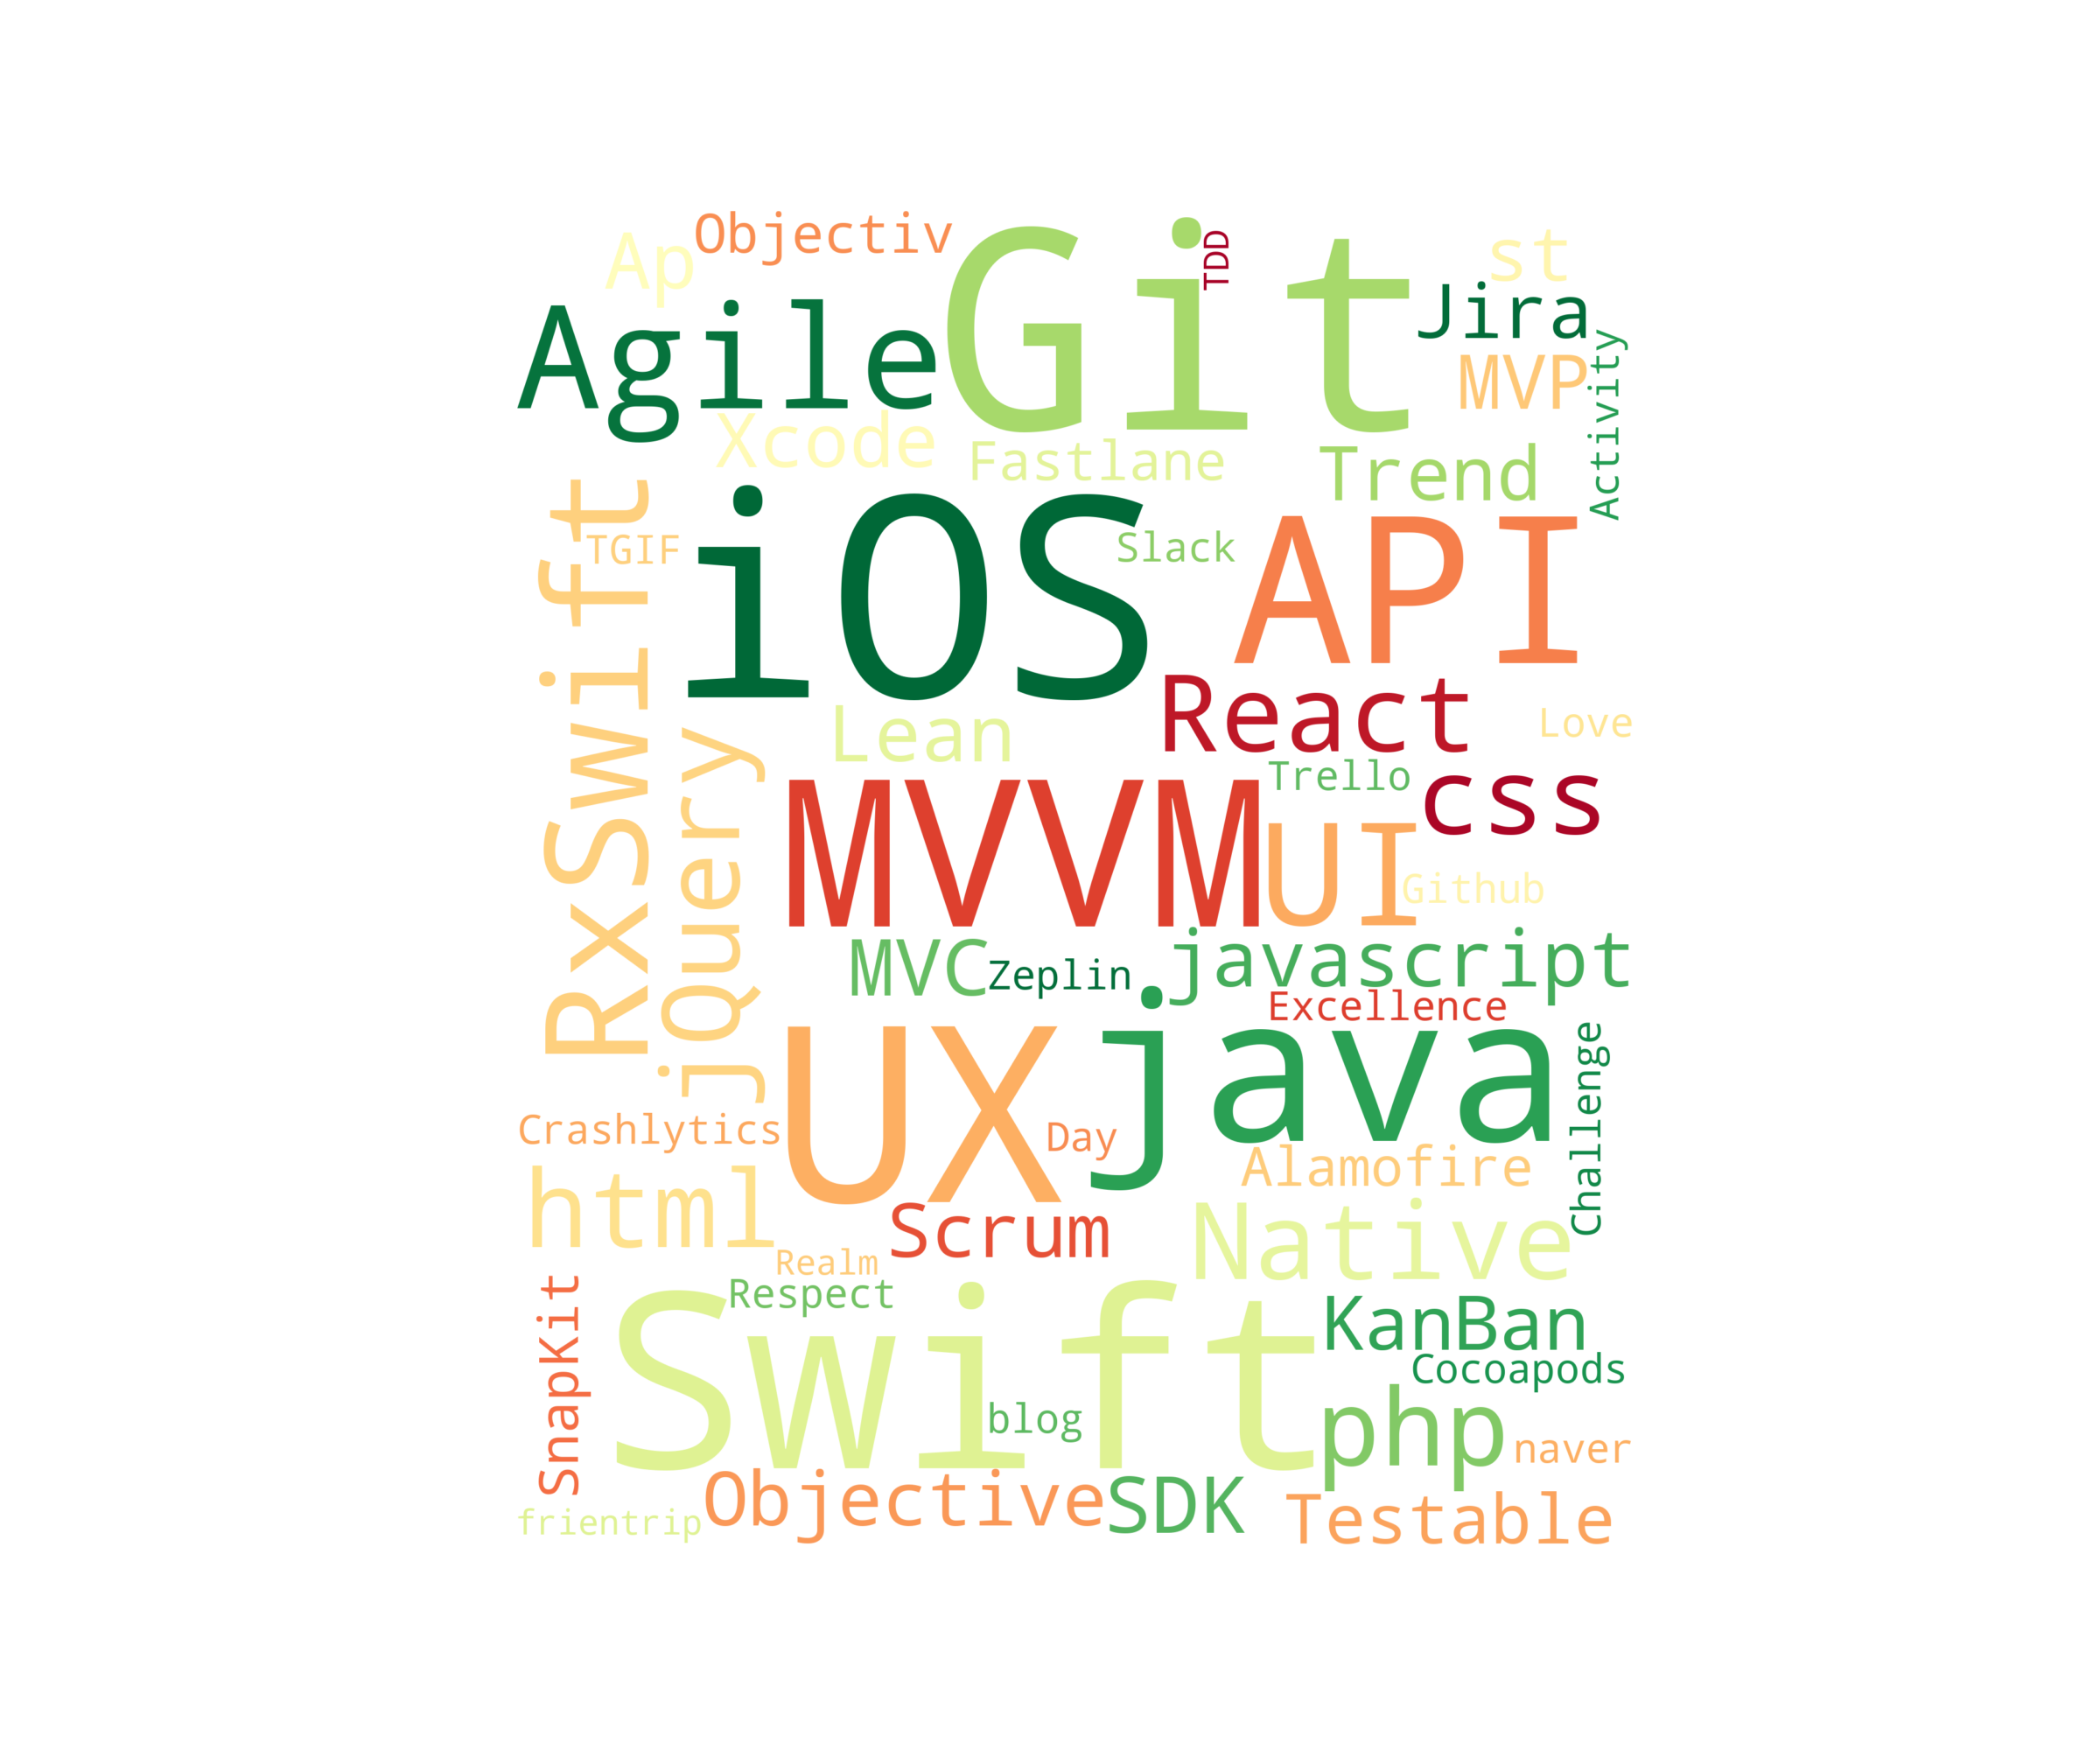 Objectiv
Git
TDD
st
Ap
Jira
Agile
MVP
Activity
Xcode
Fastlane
Trend
RxSwift
TGIF
iOS
Slack
API
React
Love
Lean
jQuery
Trello
css
MVVM
UI
Github
javascript
MVC
Zeplin
Excellence
UX
java
Challenge
Crashlytics
Day
Alamofire
html
Scrum
Native
Realm
Respect
SnapKit
Swift
KanBan
Cocoapods
blog
php
naver
Objective
SDK
Testable
frientrip